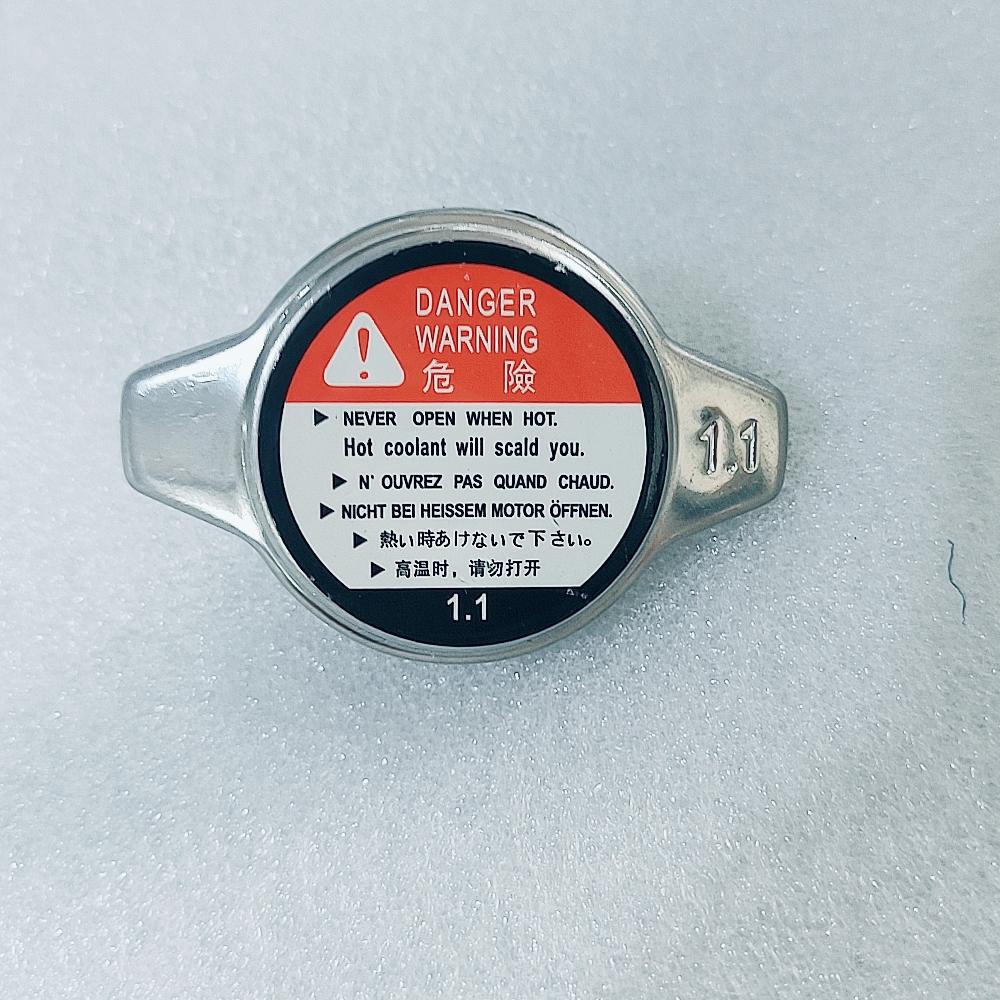 DANGER
WARNING
危 險
▶ NEVER OPEN WHEN HOT.
Hot coolant will scald you.
▶ N' OUVREZ PAS QUAND CHAUD.
▶ NICHT BEI HEISSEM MOTOR ÖFFNEN.
▶ 熱い時あけないで下さい。
▶ 高温时，请勿打开
1.1
1.1